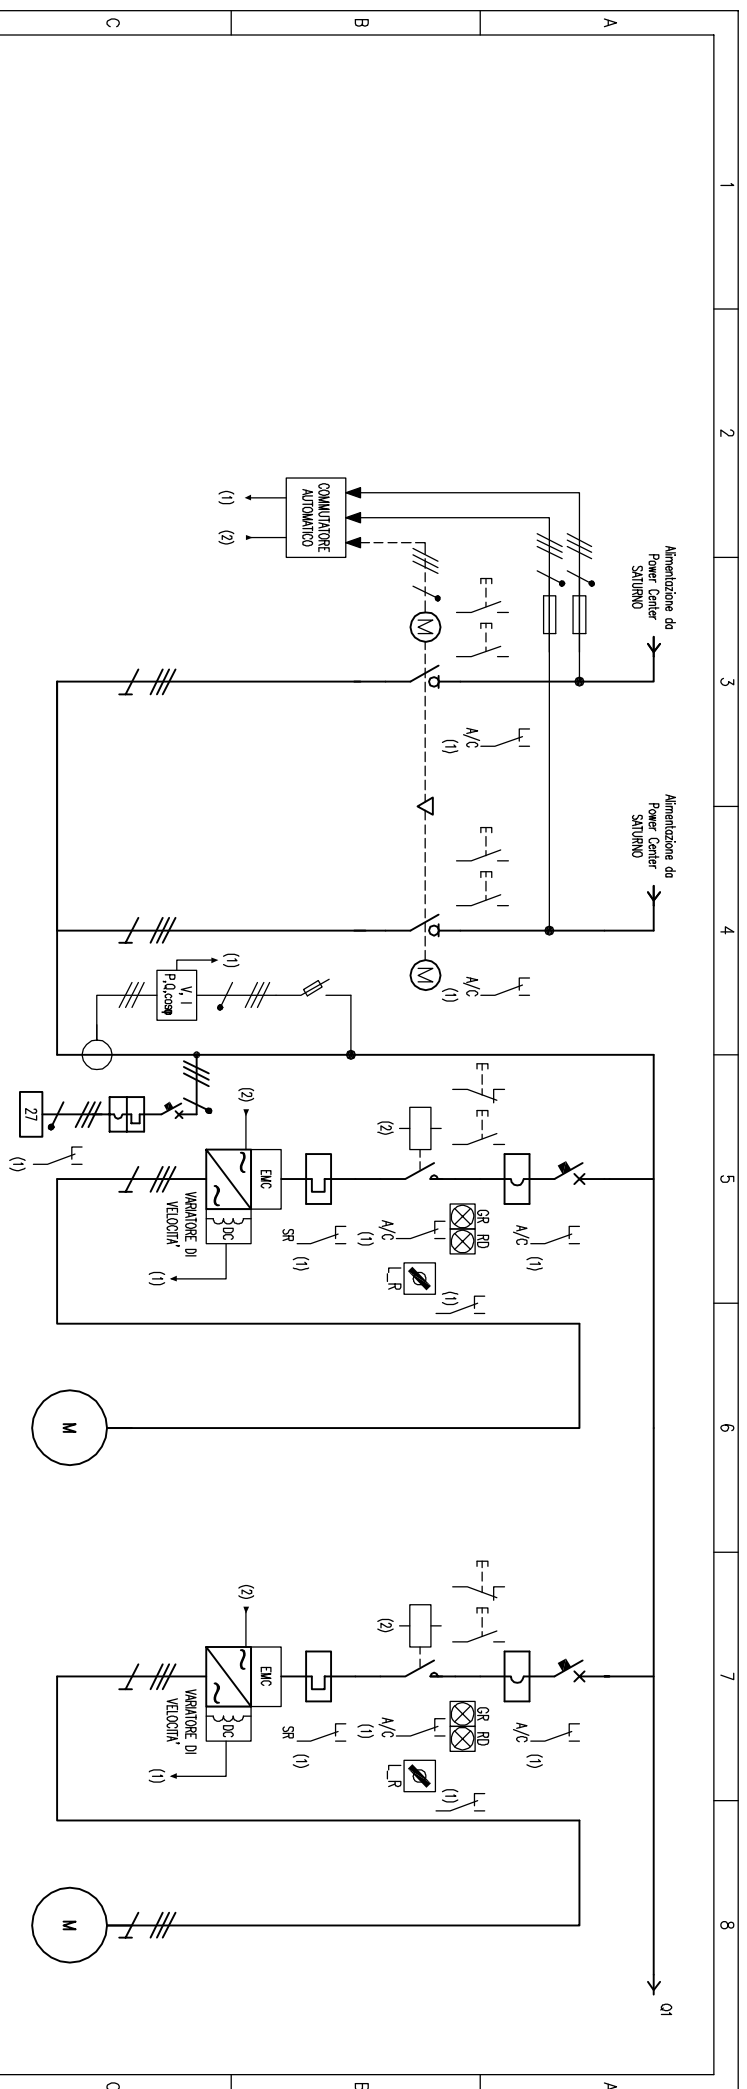 1
2
3
4
5
6
7
8
A
B
C
Alimentazione da
Power Center
SATURNO
Alimentazione da
Power Center
SATURNO
E
E
E
E
A/C
(1)
A/C
(1)
M
M
COMMUTATORE
AUTOMATICO
(1)
(2)
V, I
P,Q,cosφ
(1)
27
(1)
E
E
A/C
(1)
GR
RD
(2)
A/C
(1)
(1)
L_R
SR
(1)
EMC
DC
(2)
VARIATORE DI
VELOCITA'
(1)
M
E
E
A/C
(1)
GR
RD
(2)
A/C
(1)
(1)
L_R
SR
(1)
EMC
DC
(2)
VARIATORE DI
VELOCITA'
(1)
M
Q1